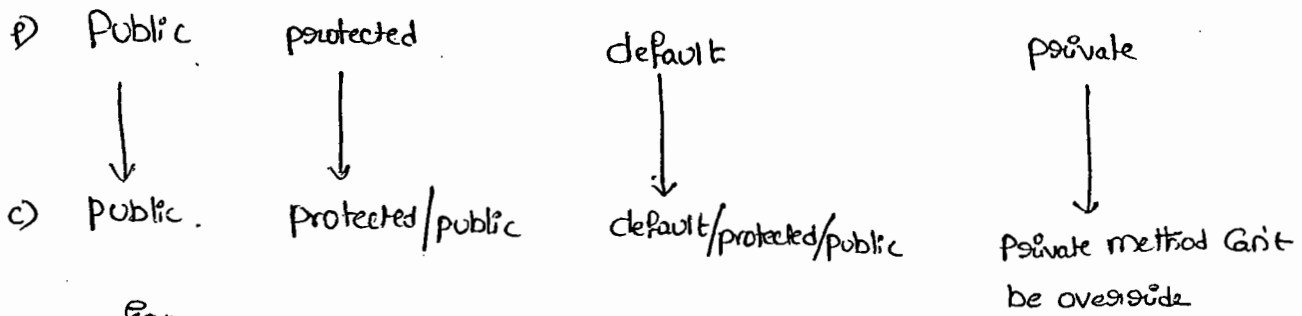 P) Public protected default private
c) public. protected/public default/protected/public private method can't
be override